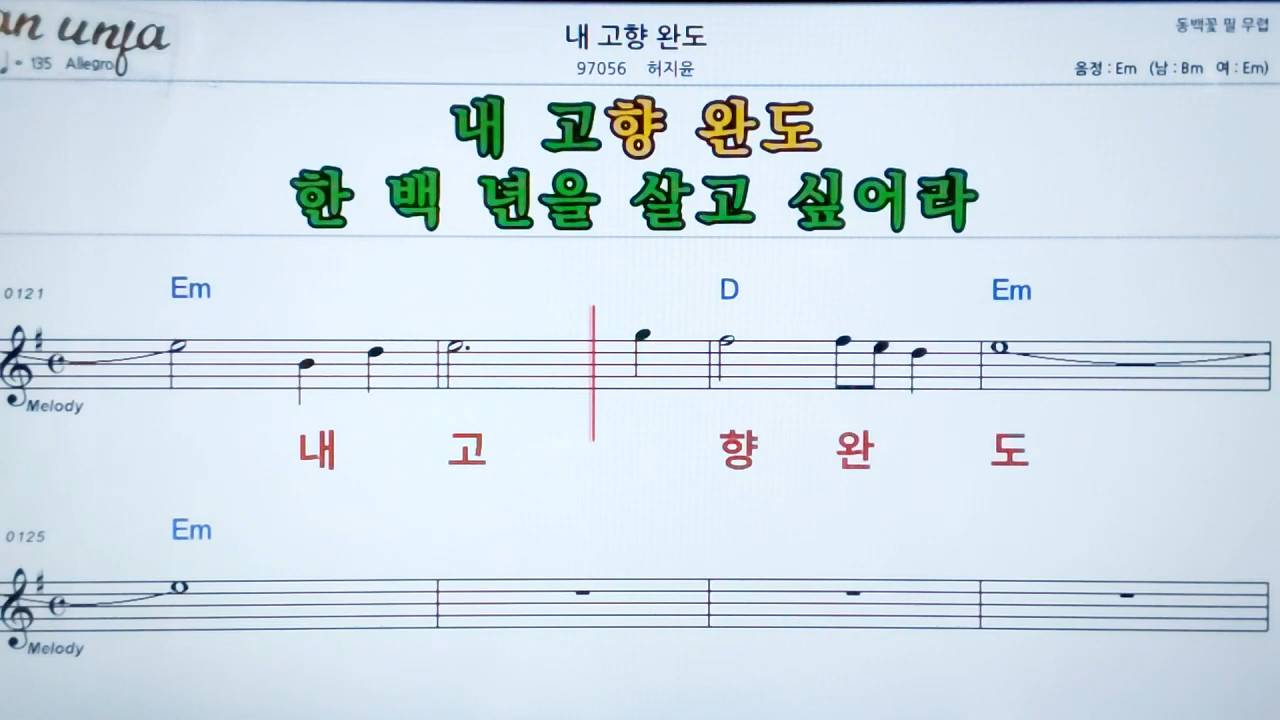 an unja
내 고향 완도
동백꽃 필 무렵
♩ = 135 Allegro
97056 허지윤
음정 : Em (남 : Bm 여 : Em)
내 고향 완도
한 백 년을 살고 싶어라
0121 Em D Em
Melody
내 고 향 완 도
0125 Em
Melody